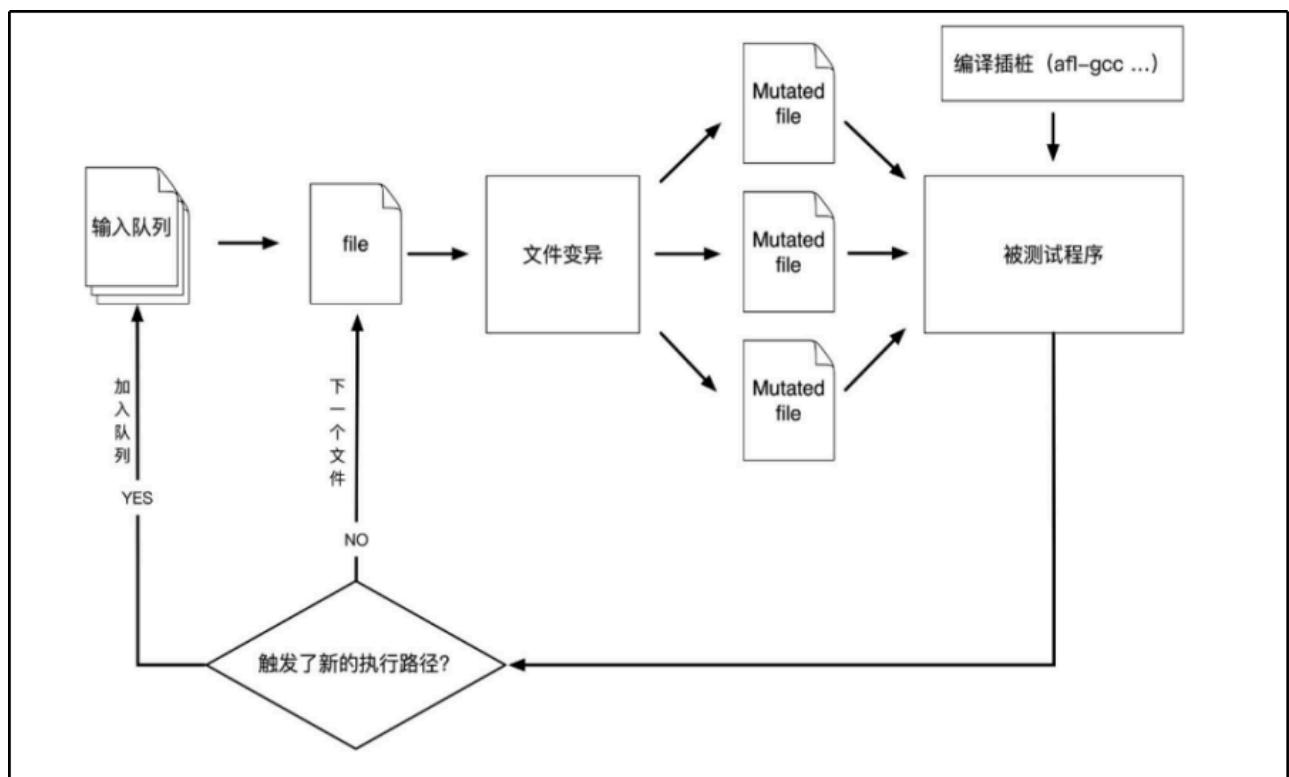 编译插桩（afl-gcc ...）
Mutated
file
输入队列
file
文件变异
Mutated
file
被测试程序
Mutated
file
加入队列
YES
下一个文件
NO
触发了新的执行路径?